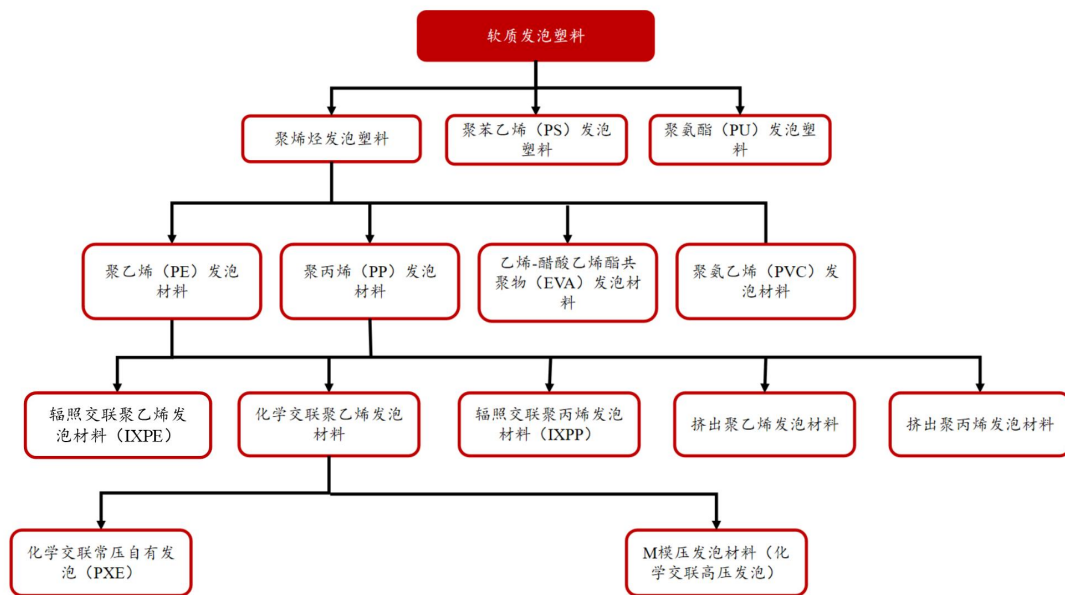 软质发泡塑料
聚烯烃发泡塑料
聚苯乙烯（PS）发泡
塑料
聚氨酯（PU）发泡塑
料
聚乙烯（PE）发泡
材料
聚丙烯（PP）发泡
材料
乙烯-醋酸乙烯酯共
聚物（EVA）发泡材
料
聚氨乙烯（PVC）发
泡材料
辐照交联聚乙烯发
泡材料（IXPE）
化学交联聚乙烯发泡
材料
辐照交联聚丙烯发泡
材料（IXPP）
挤出聚乙烯发泡材料
挤出聚丙烯发泡材料
化学交联常压自有发
泡（PXE）
M模压发泡材料（化
学交联高压发泡）